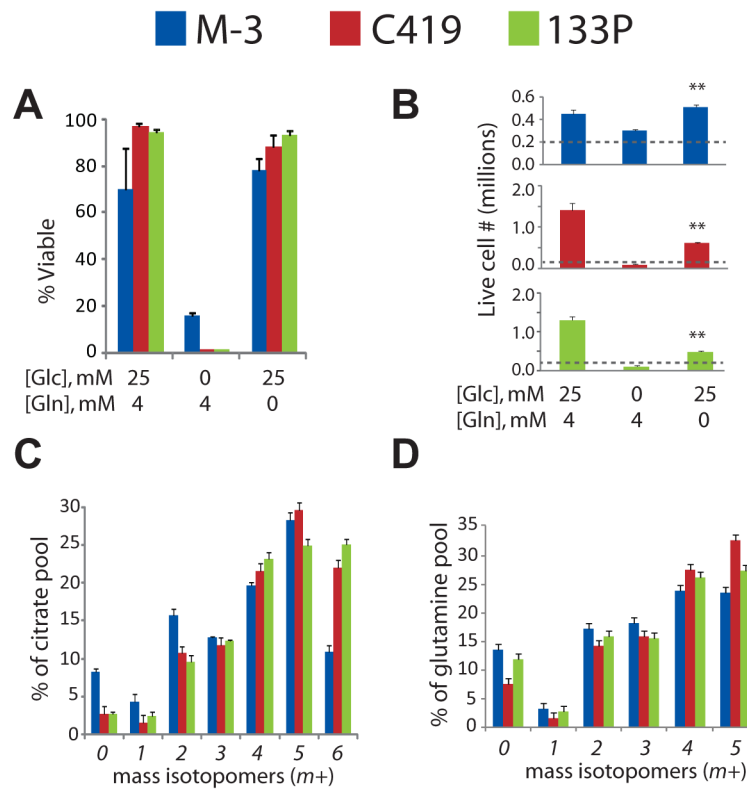 M-3 C419 133P
A
B
100
80
60
40
20
0
% Viable
[Glc], mM 25 0 25
[Gln], mM 4 4 0
0.6
0.4
0.2
0.2
**
1.0
1.0
0.0
**
2.0
1.0
0.0
**
Live cell # (millions)
[Glc], mM 25 0 25
[Gln], mM 4 4 0
C
D
30
25
20
15
10
5
0
% of citrate pool
0 1 2 3 4 5 6
mass isotopomers (m+)
35
30
25
20
15
10
5
0
% of glutamine pool
0 1 2 3 4 5
mass isotopomers (m+)